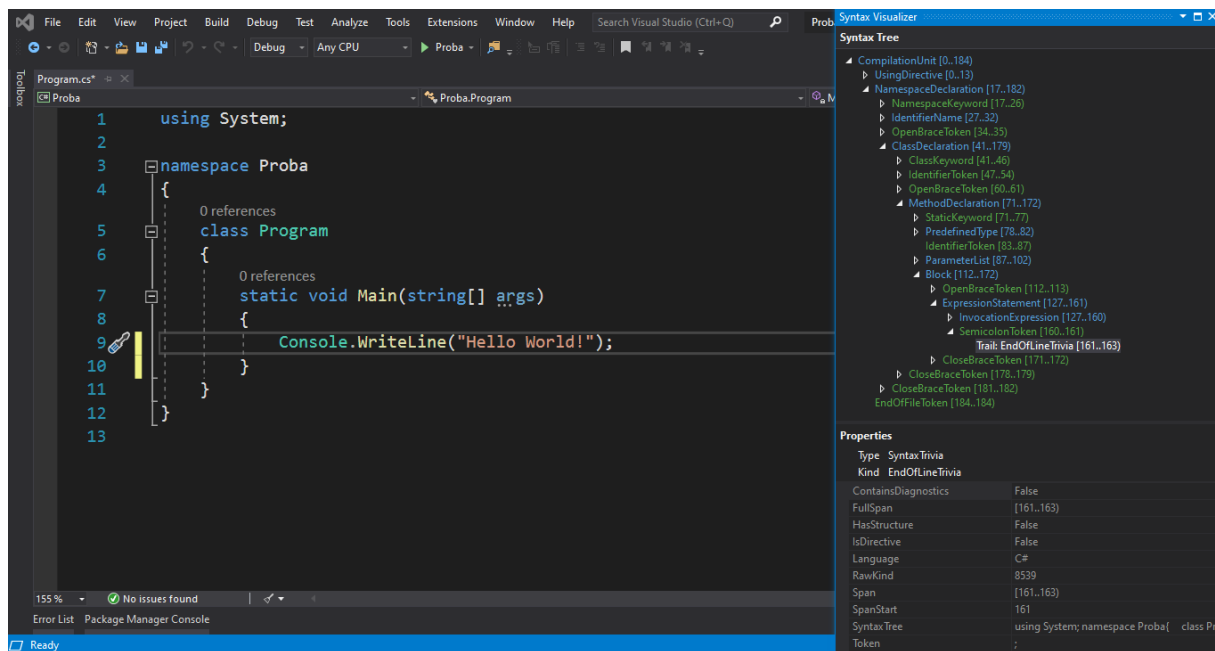 File Edit View Project Build Debug Test Analyze Tools Extensions Window Help Search Visual Studio (Ctrl+Q) Prob
Debug Any CPU Proba
Toolbox
Program.cs*
C# Proba Proba.Program M
1 using System;
2
3 namespace Proba
4 {
0 references
5 class Program
6 {
0 references
7 static void Main(string[] args)
8 {
9 Console.WriteLine("Hello World!");
10 }
11 }
12 }
13
155 % No issues found
Error List Package Manager Console
Ready
Syntax Visualizer
Syntax Tree
CompilationUnit [0..184)
UsingDirective [0..13)
NamespaceDeclaration [17..182)
NamespaceKeyword [17..26)
IdentifierName [27..32)
OpenBraceToken [34..35)
ClassDeclaration [41..179)
ClassKeyword [41..46)
IdentifierToken [47..54)
OpenBraceToken [60..61)
MethodDeclaration [71..172)
StaticKeyword [71..77)
PredefinedType [78..82)
IdentifierToken [83..87)
ParameterList [87..102)
Block [112..172)
OpenBraceToken [112..113)
ExpressionStatement [127..161)
InvocationExpression [127..160)
SemicolonToken [160..161)
Trail: EndOfLineTrivia [161..163)
CloseBraceToken [171..172)
CloseBraceToken [178..179)
CloseBraceToken [181..182)
EndOfFileToken [184..184)
Properties
Type SyntaxTrivia
Kind EndOfLineTrivia
ContainsDiagnostics False
FullSpan [161..163)
HasStructure False
IsDirective False
Language C#
RawKind 8539
Span [161..163)
SpanStart 161
SyntaxTree using System; namespace Proba{ class Pr
Token ;